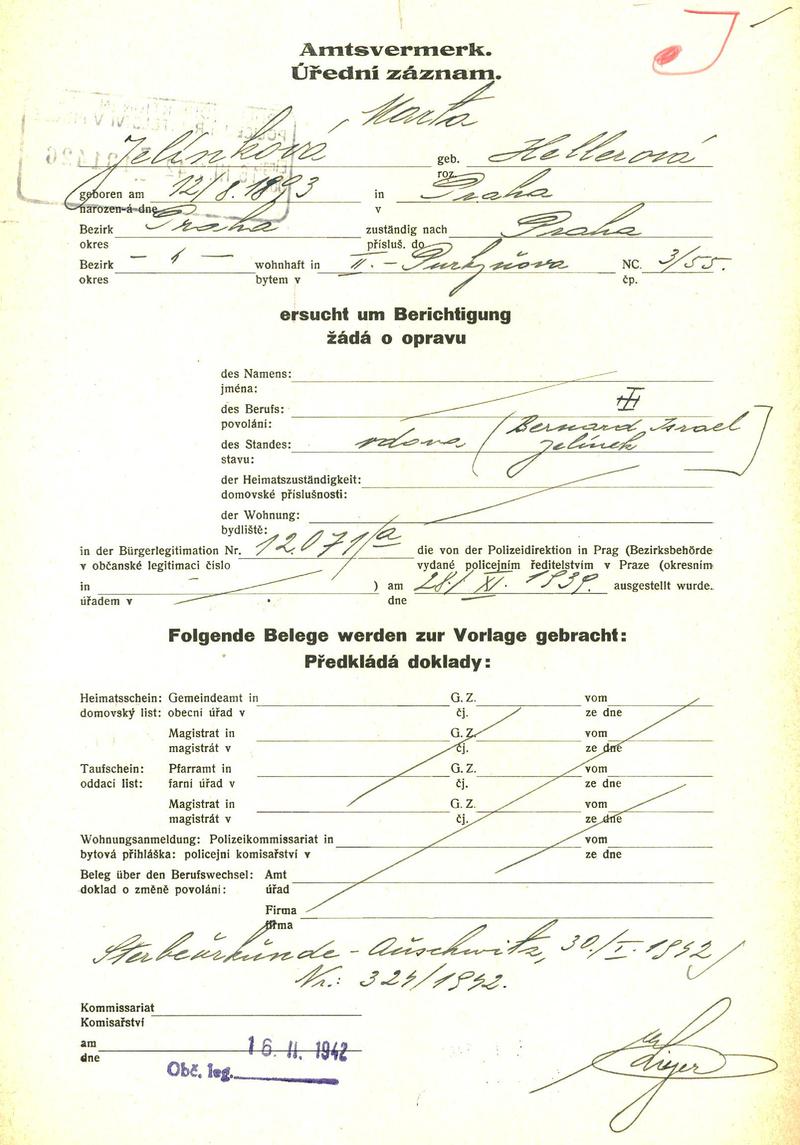 Amtsvermerk.
Úřední záznam.
Jelínková, Marta geb. Hellerová
roz.
geboren am 12/8. 1893 in Praha
narozen-á dne v
Bezirk Praha zuständig nach Praha
okres přísluš. do
Bezirk - " - wohnhaft in II. - Purkyňova NC. 3/55.
okres bytem v čp.
ersucht um Berichtigung
žádá o opravu
des Namens:
jména:
des Berufs:
povolání:
des Standes: vdova (Bernard Israel
stavu: Jelínek
der Heimatszuständigkeit:
domovské příslušnosti:
der Wohnung:
bydliště:
in der Bürgerlegitimation Nr. 12.071/a die von der Polizeidirektion in Prag (Bezirksbehörde
v občanské legitimaci číslo vydané policejním ředitelstvím v Praze (okresním
in ) am 28./XI. 1939. ausgestellt wurde.
úřadem v dne
Folgende Belege werden zur Vorlage gebracht:
Předkládá doklady:
Heimatsschein: Gemeindeamt in G. Z. vom
domovský list: obecní úřad v čj. ze dne
Magistrat in G. Z. vom
magistrát v čj. ze dne
Taufschein: Pfarramt in G. Z. vom
oddací list: farní úřad v čj. ze dne
Magistrat in G. Z. vom
magistrát v čj. ze dne
Wohnungsanmeldung: Polizeikommissariat in vom
bytová přihláška: policejní komisařství v ze dne
Beleg über den Berufswechsel: Amt
doklad o změně povolání: úřad
Firma
firma
Sterbeurkunde - Auschwitz, 30./I. 1942
Nr.: 324/1942.
Kommissariat
Komisařství
am 16. II. 1942
dne
Obč. leg.